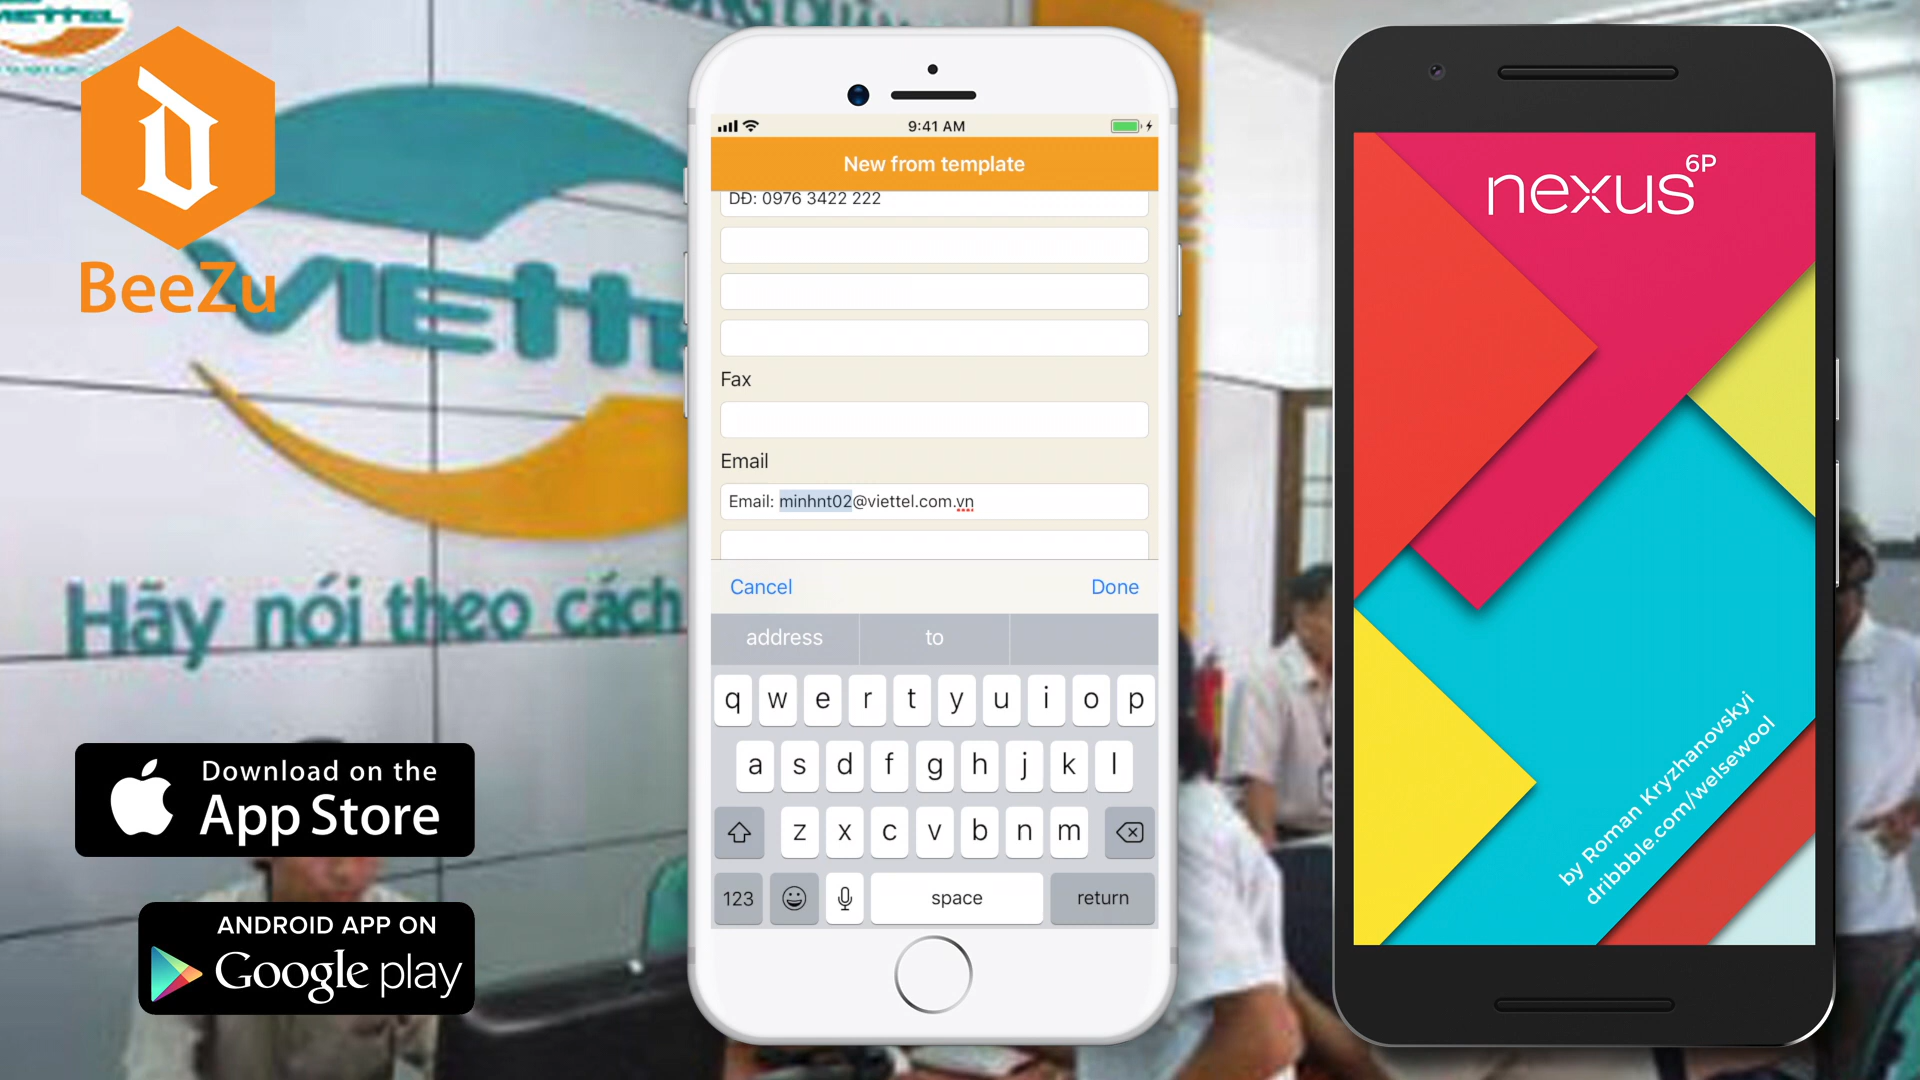 BeeZu
VIETTEL
Hãy nói theo cách
Download on the
App Store
ANDROID APP ON
Google play
9:41 AM
New from template
DĐ: 0976 3422 222
Fax
Email
Email: minhnt02@viettel.com.vn
Cancel
Done
address
to
q w e r t y u i o p
a s d f g h j k l
z x c v b n m
123
space
return
nexus 6P
by Roman Kryzhanovskyi
dribbble.com/welsewool